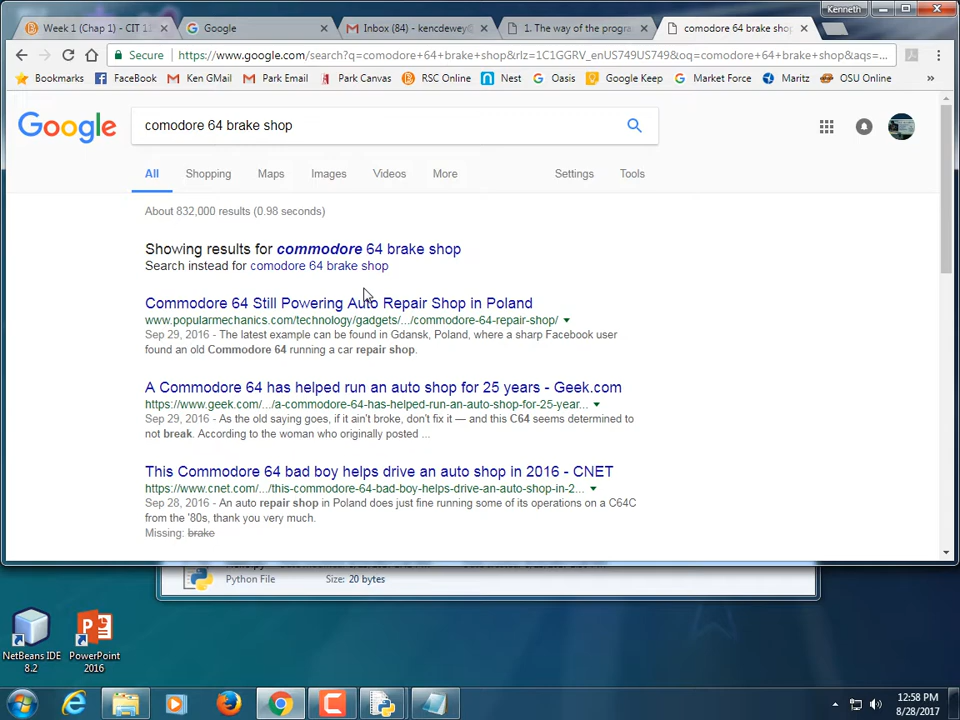 Kenneth
Week 1 (Chap 1) - CIT 11
Google
Inbox (84) - kencdewey@
1. The way of the progra
comodore 64 brake shop
Secure
https://www.google.com/search?q=comodore+64+brake+shop&rlz=1C1GGRV_enUS749US749&oq=comodore+64+brake+shop&aqs=...
Bookmarks
FaceBook
Ken GMail
Park Email
Park Canvas
RSC Online
Nest
Oasis
Google Keep
Market Force
Maritz
OSU Online
»
Google
comodore 64 brake shop
All
Shopping
Maps
Images
Videos
More
Settings
Tools
About 832,000 results (0.98 seconds)
Showing results for commodore 64 brake shop
Search instead for comodore 64 brake shop
Commodore 64 Still Powering Auto Repair Shop in Poland
www.popularmechanics.com/technology/gadgets/.../commodore-64-repair-shop/
Sep 29, 2016 - The latest example can be found in Gdansk, Poland, where a sharp Facebook user
found an old Commodore 64 running a car repair shop.
A Commodore 64 has helped run an auto shop for 25 years - Geek.com
https://www.geek.com/.../a-commodore-64-has-helped-run-an-auto-shop-for-25-year...
Sep 29, 2016 - As the old saying goes, if it ain't broke, don't fix it — and this C64 seems determined to
not break. According to the woman who originally posted ...
This Commodore 64 bad boy helps drive an auto shop in 2016 - CNET
https://www.cnet.com/.../this-commodore-64-bad-boy-helps-drive-an-auto-shop-in-2...
Sep 28, 2016 - An auto repair shop in Poland does just fine running some of its operations on a C64C
from the '80s, thank you very much.
Missing: brake
Python File
Size: 20 bytes
NetBeans IDE
8.2
PowerPoint
2016
12:58 PM
8/28/2017